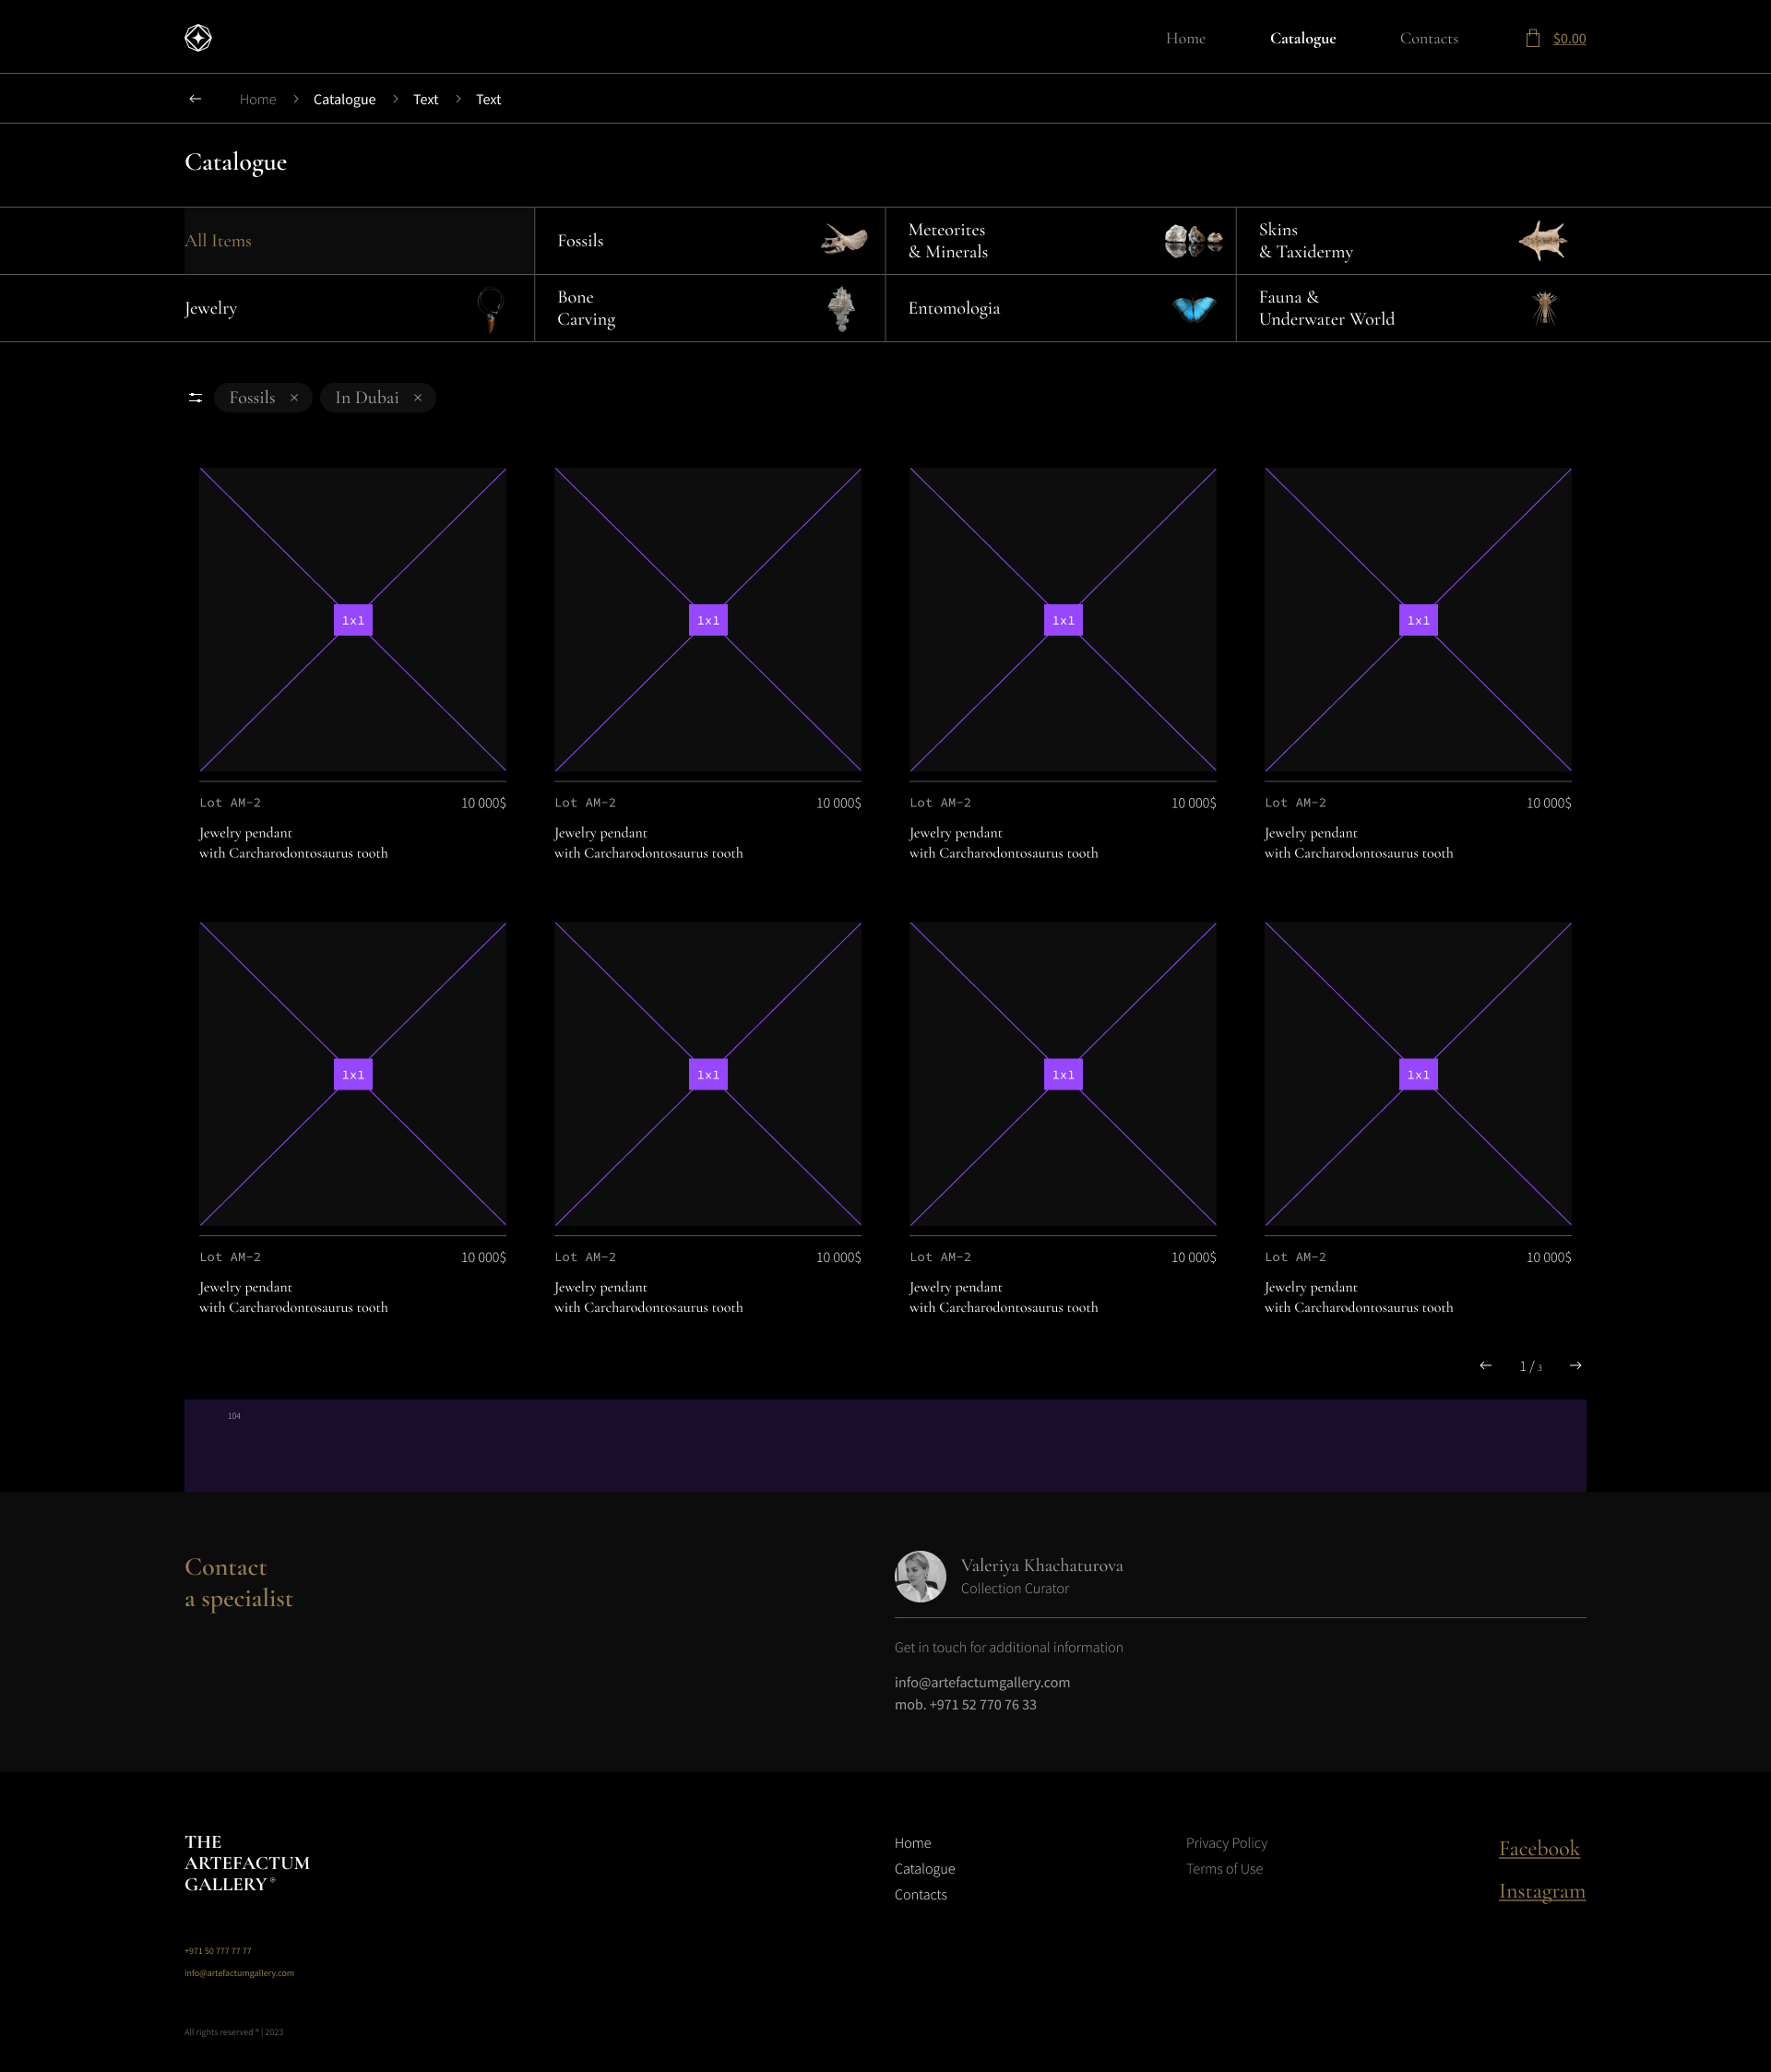 Home Catalogue Contacts $0.00
Home Catalogue Text Text
Catalogue
All Items
Fossils
Meteorites
& Minerals
Skins
& Taxidermy
Jewelry
Bone
Carving
Entomologia
Fauna &
Underwater World
Fossils
In Dubai
1x1
1x1
1x1
1x1
Lot AM-2 10 000$
Jewelry pendant
with Carcharodontosaurus tooth
Lot AM-2 10 000$
Jewelry pendant
with Carcharodontosaurus tooth
Lot AM-2 10 000$
Jewelry pendant
with Carcharodontosaurus tooth
Lot AM-2 10 000$
Jewelry pendant
with Carcharodontosaurus tooth
1x1
1x1
1x1
1x1
Lot AM-2 10 000$
Jewelry pendant
with Carcharodontosaurus tooth
Lot AM-2 10 000$
Jewelry pendant
with Carcharodontosaurus tooth
Lot AM-2 10 000$
Jewelry pendant
with Carcharodontosaurus tooth
Lot AM-2 10 000$
Jewelry pendant
with Carcharodontosaurus tooth
1 / 3
104
Contact
a specialist
Valeriya Khachaturova
Collection Curator
Get in touch for additional information
info@artefactumgallery.com
mob. +971 52 770 76 33
THE
ARTEFACTUM
GALLERY ®
+971 50 777 77 77
info@artefactumgallery.com
All rights reserved ® | 2023
Home
Catalogue
Contacts
Privacy Policy
Terms of Use
Facebook
Instagram